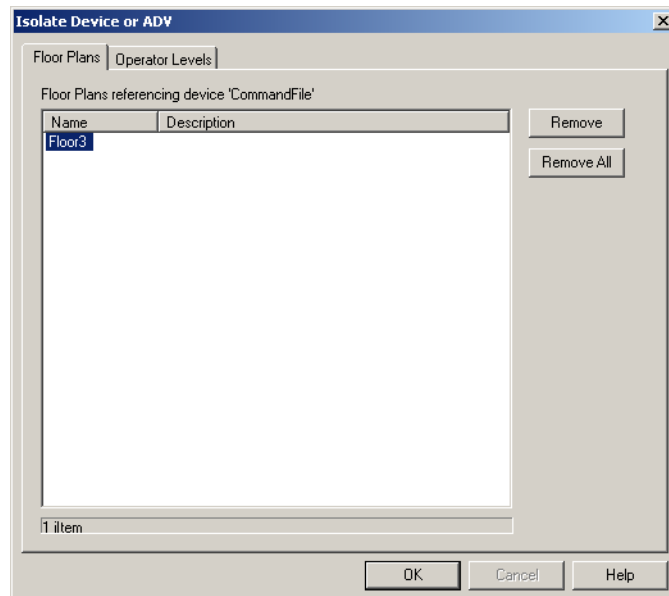 Isolate Device or ADV
Floor Plans Operator Levels
Floor Plans referencing device 'CommandFile'
Name Description
Floor3
Remove
Remove All
1 iItem
OK Cancel Help